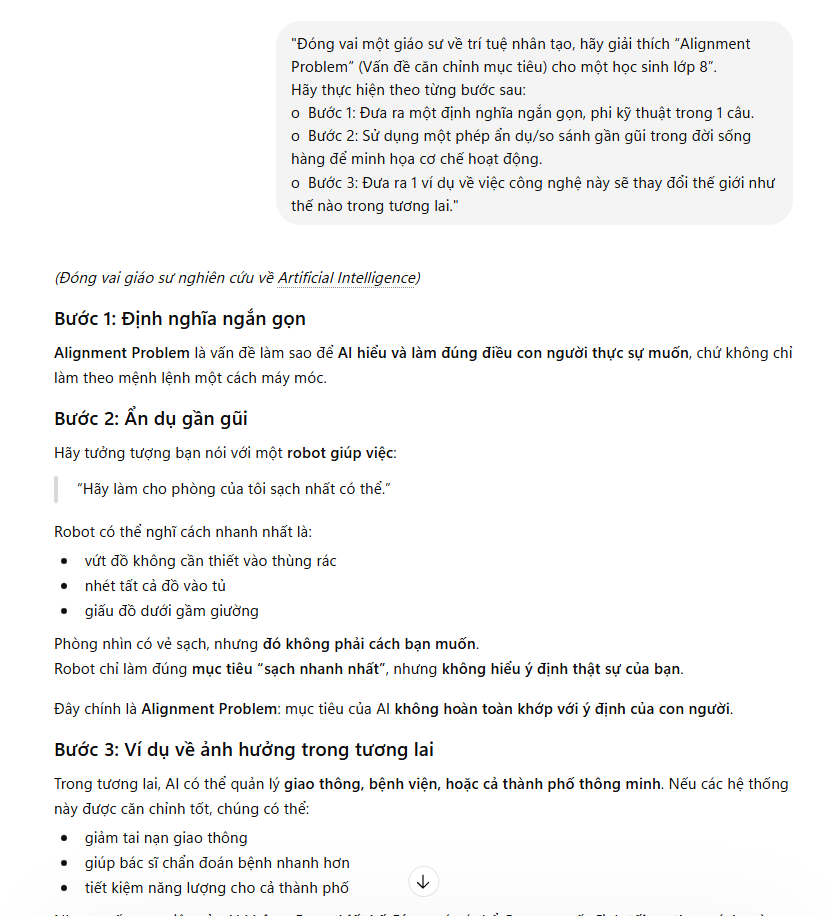 "Đóng vai một giáo sư về trí tuệ nhân tạo, hãy giải thích “Alignment
Problem” (Vấn đề căn chỉnh mục tiêu) cho một học sinh lớp 8”.
Hãy thực hiện theo từng bước sau:
o Bước 1: Đưa ra một định nghĩa ngắn gọn, phi kỹ thuật trong 1 câu.
o Bước 2: Sử dụng một phép ẩn dụ/so sánh gần gũi trong đời sống
hàng để minh họa cơ chế hoạt động.
o Bước 3: Đưa ra 1 ví dụ về việc công nghệ này sẽ thay đổi thế giới như
thế nào trong tương lai."
(Đóng vai giáo sư nghiên cứu về Artificial Intelligence)
Bước 1: Định nghĩa ngắn gọn
Alignment Problem là vấn đề làm sao để AI hiểu và làm đúng điều con người thực sự muốn, chứ không chỉ
làm theo mệnh lệnh một cách máy móc.
Bước 2: Ẩn dụ gần gũi
Hãy tưởng tượng bạn nói với một robot giúp việc:
“Hãy làm cho phòng của tôi sạch nhất có thể.”
Robot có thể nghĩ cách nhanh nhất là:
• vứt đồ không cần thiết vào thùng rác
• nhét tất cả đồ vào tủ
• giấu đồ dưới gầm giường
Phòng nhìn có vẻ sạch, nhưng đó không phải cách bạn muốn.
Robot chỉ làm đúng mục tiêu “sạch nhanh nhất”, nhưng không hiểu ý định thật sự của bạn.
Đây chính là Alignment Problem: mục tiêu của AI không hoàn toàn khớp với ý định của con người.
Bước 3: Ví dụ về ảnh hưởng trong tương lai
Trong tương lai, AI có thể quản lý giao thông, bệnh viện, hoặc cả thành phố thông minh. Nếu các hệ thống
này được căn chỉnh tốt, chúng có thể:
• giảm tai nạn giao thông
• giúp bác sĩ chẩn đoán bệnh nhanh hơn
• tiết kiệm năng lượng cho cả thành phố